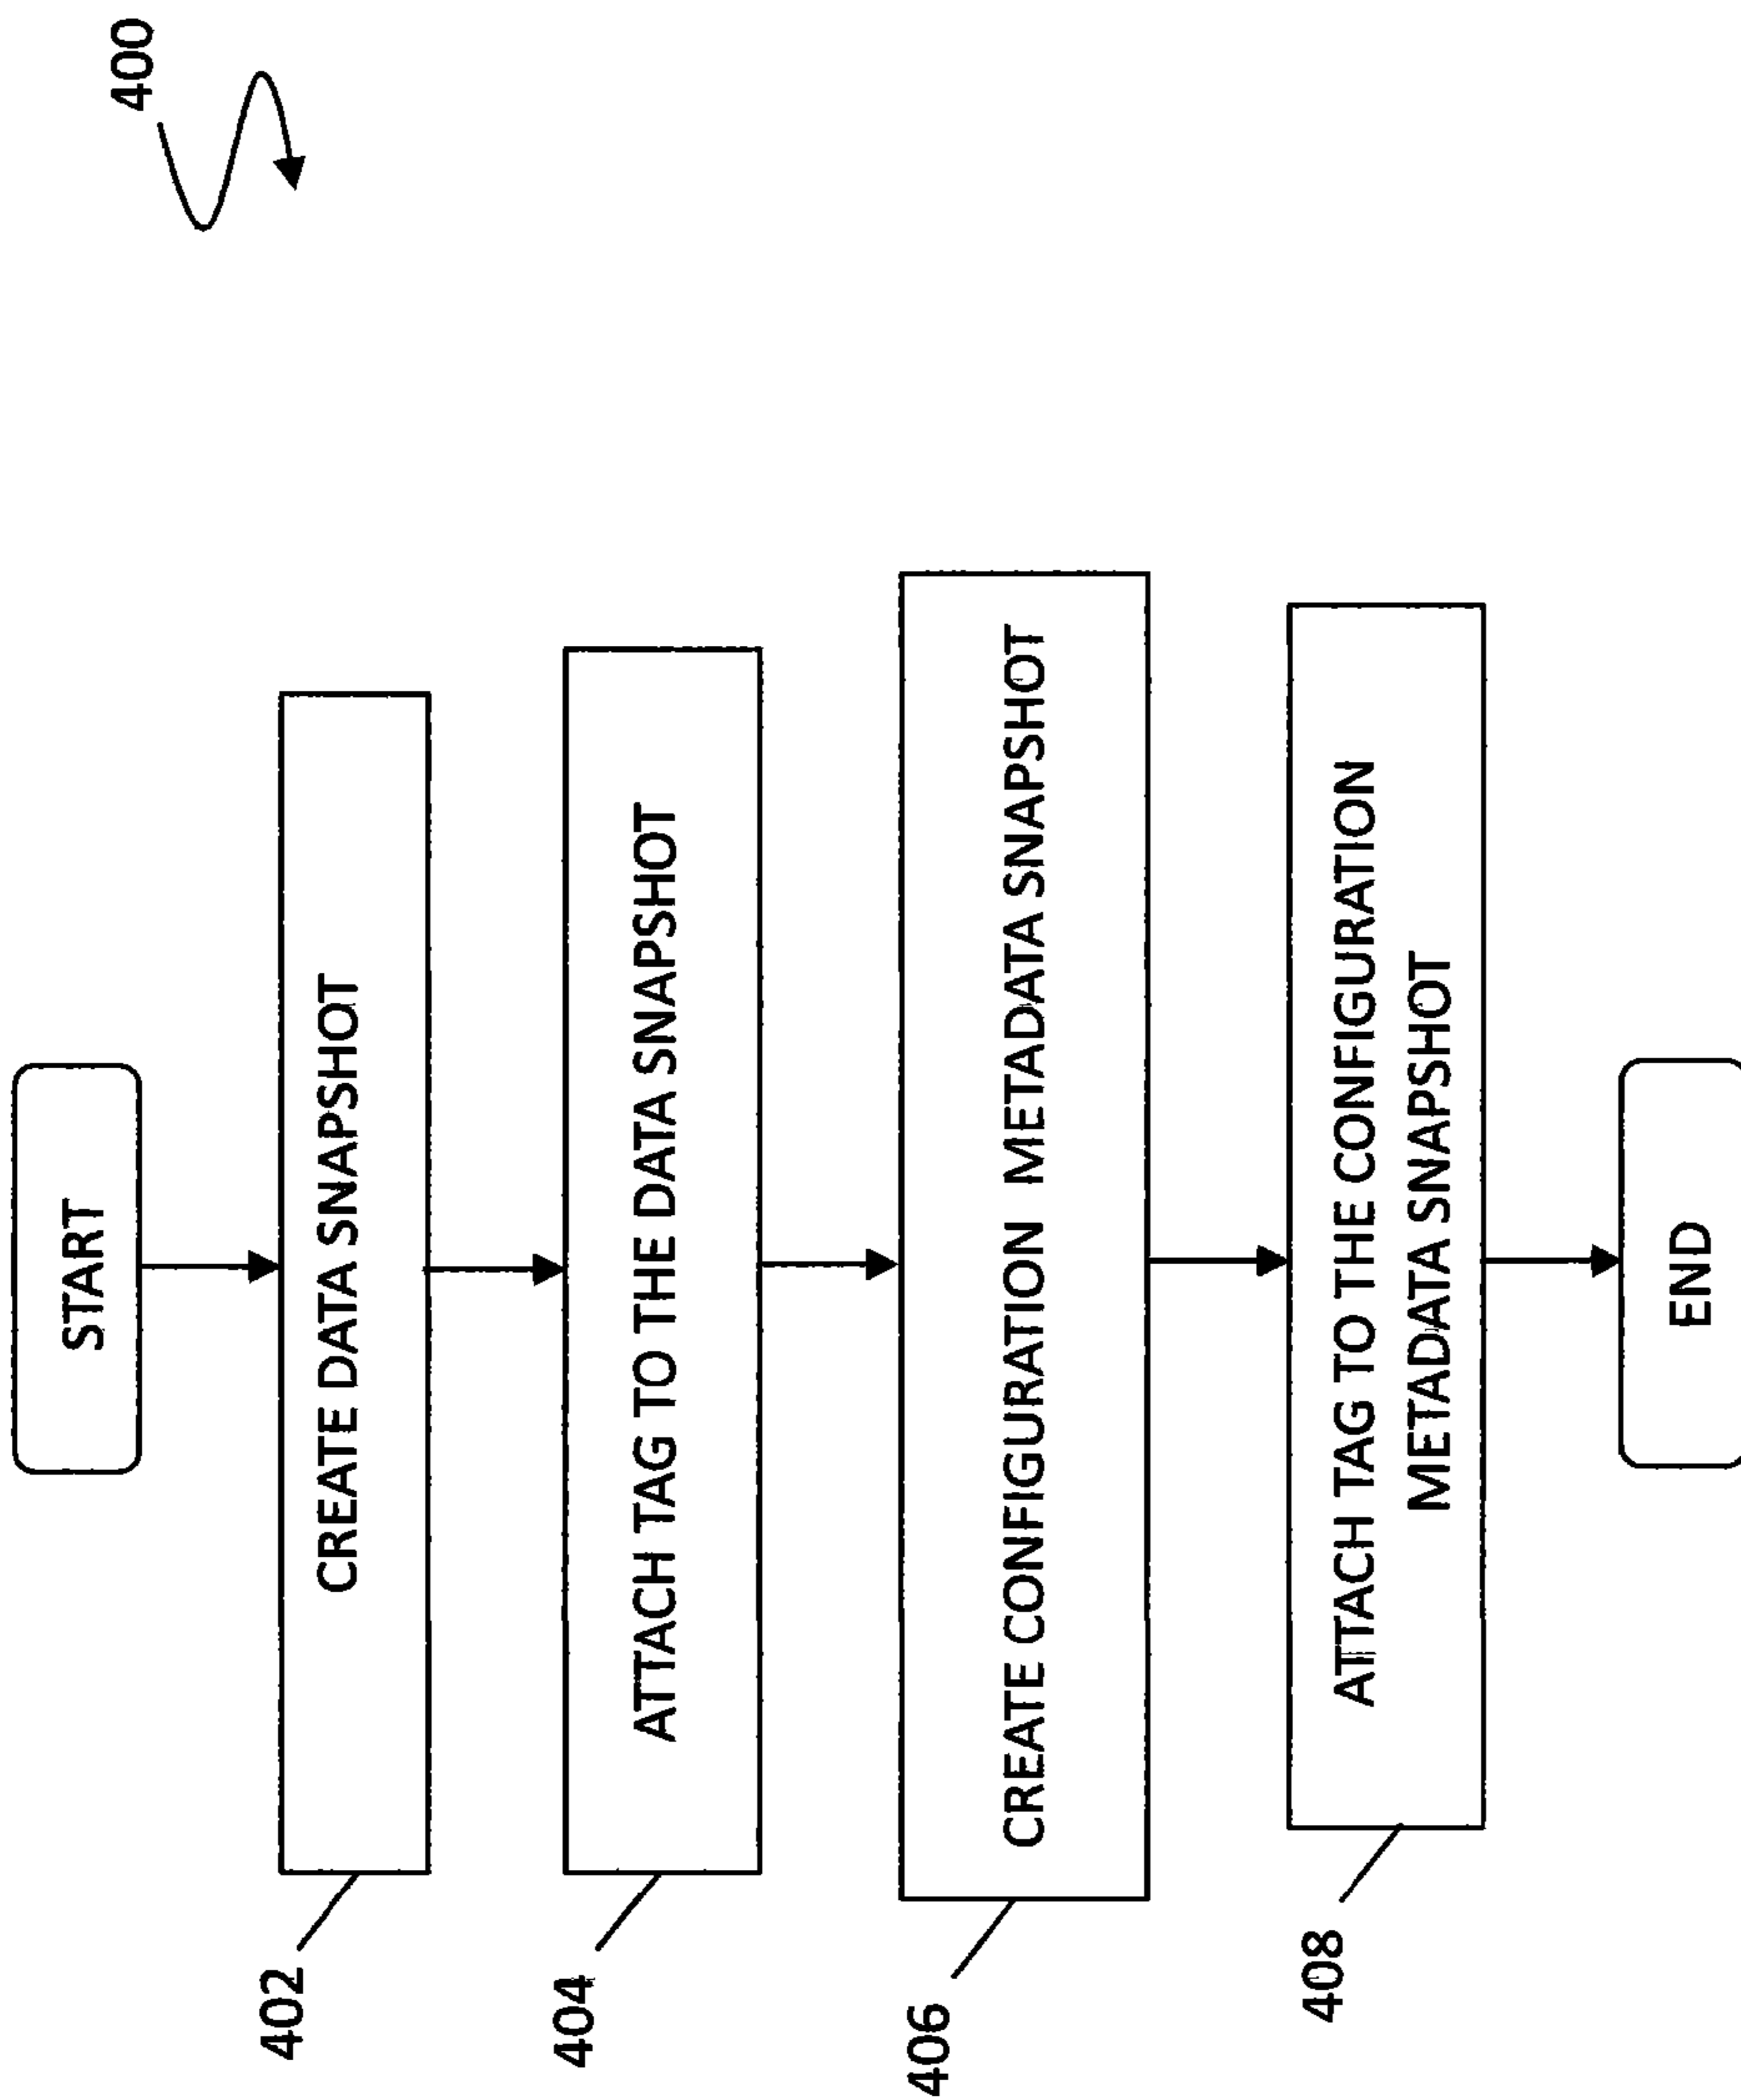 400
START
CREATE DATA SNAPSHOT
402
ATTACH TAG TO THE DATA SNAPSHOT
404
CREATE CONFIGURATION METADATA SNAPSHOT
406
ATTACH TAG TO THE CONFIGURATION
METADATA SNAPSHOT
408
END